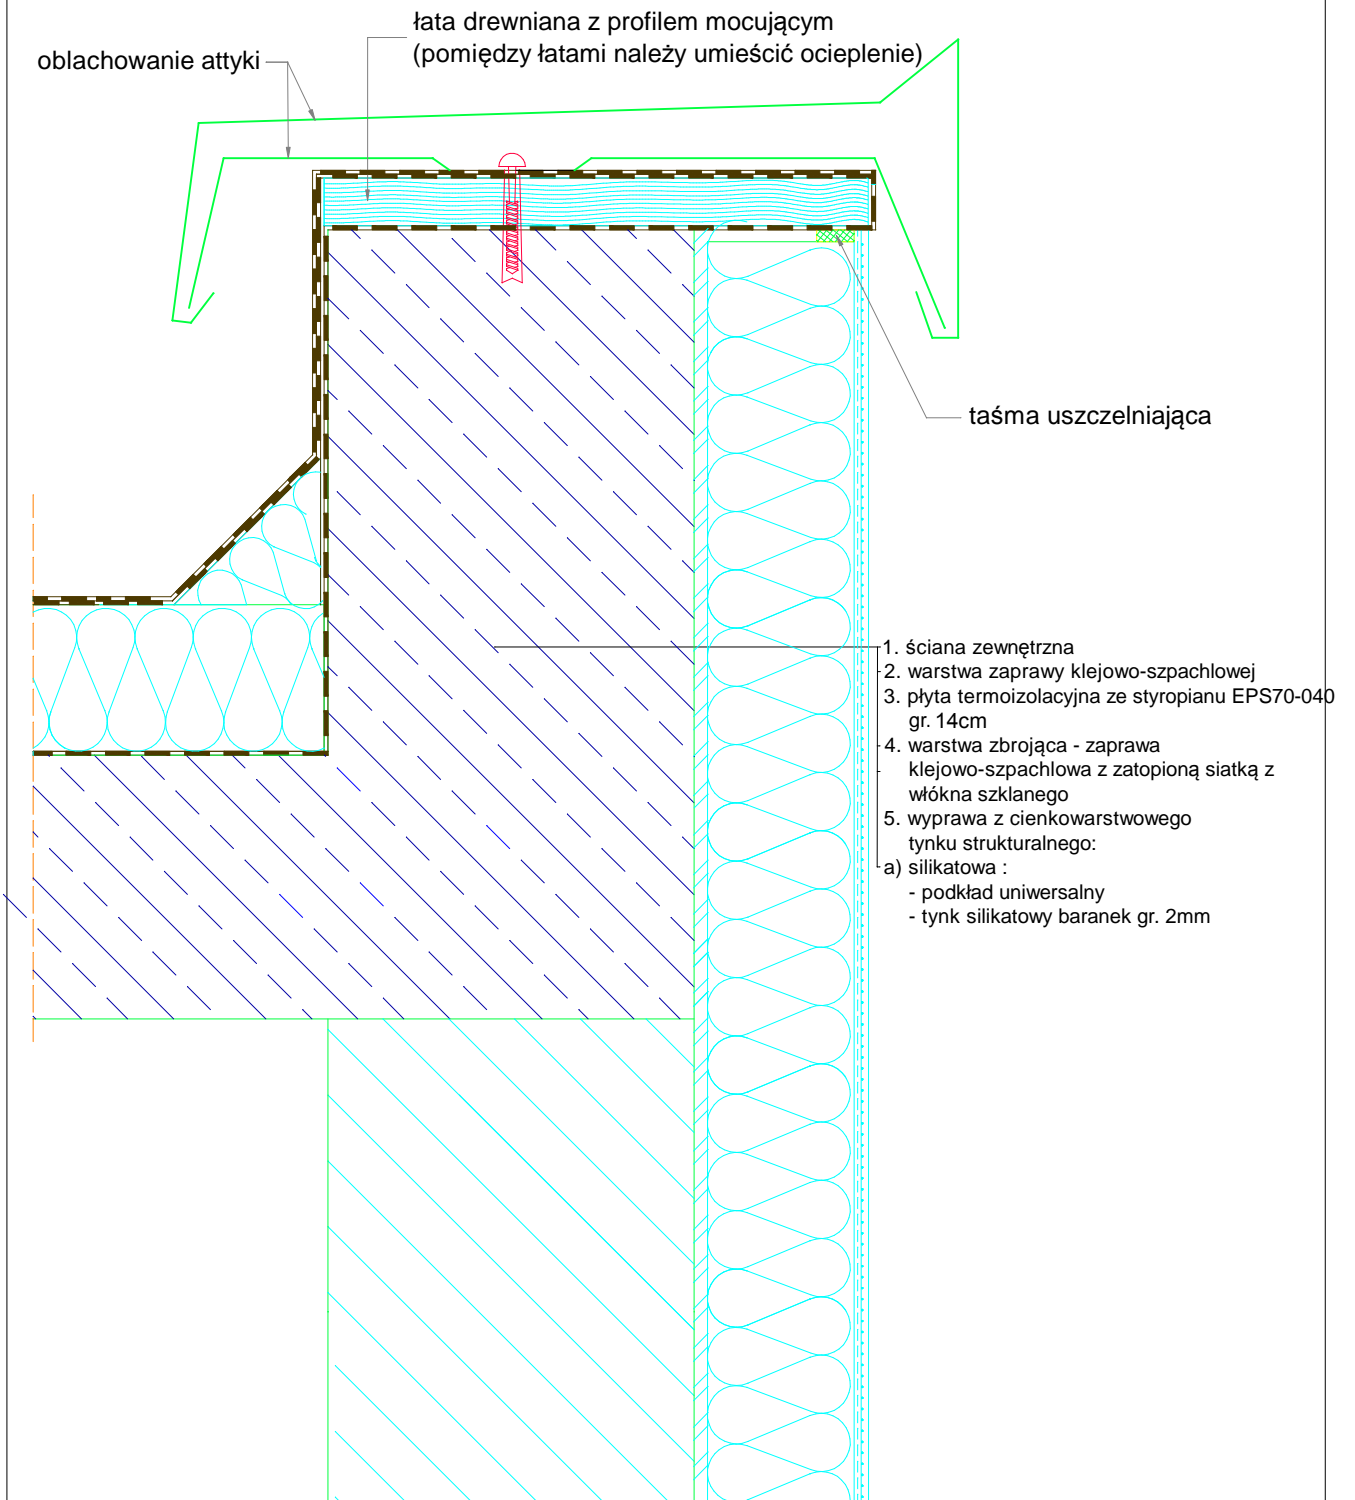 łata drewniana z profilem mocującym
(pomiędzy łatami należy umieścić ocieplenie)
oblachowanie attyki
taśma uszczelniająca
1. ściana zewnętrzna
2. warstwa zaprawy klejowo-szpachlowej
3. płyta termoizolacyjna ze styropianu EPS70-040
gr. 14cm
4. warstwa zbrojąca - zaprawa
klejowo-szpachlowa z zatopioną siatką z
włókna szklanego
5. wyprawa z cienkowarstwowego
tynku strukturalnego:
a) silikatowa :
- podkład uniwersalny
- tynk silikatowy baranek gr. 2mm